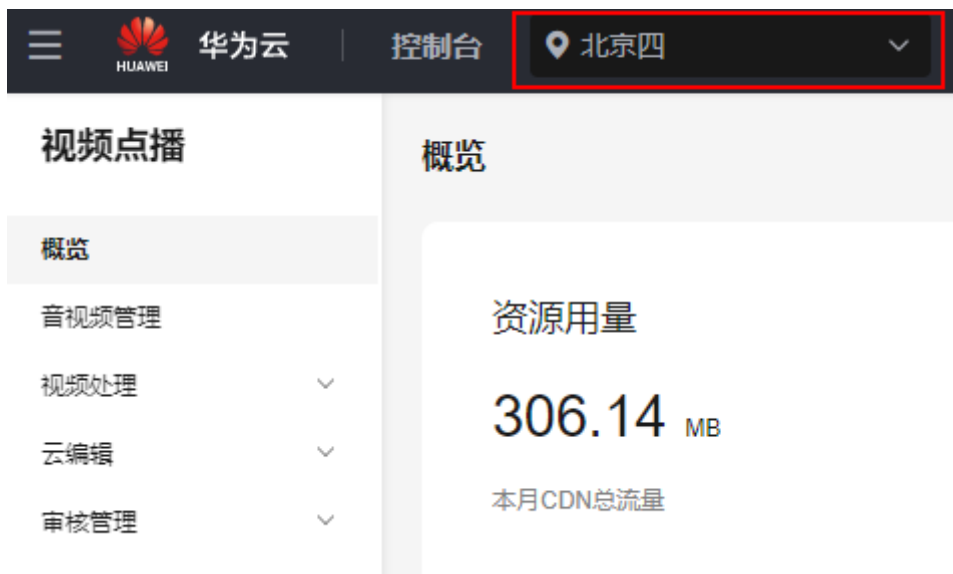 HUAWEI 华为云 控制台 北京四
视频点播
概览
音视频管理
视频处理
云编辑
审核管理
概览
资源用量
306.14 MB
本月CDN总流量